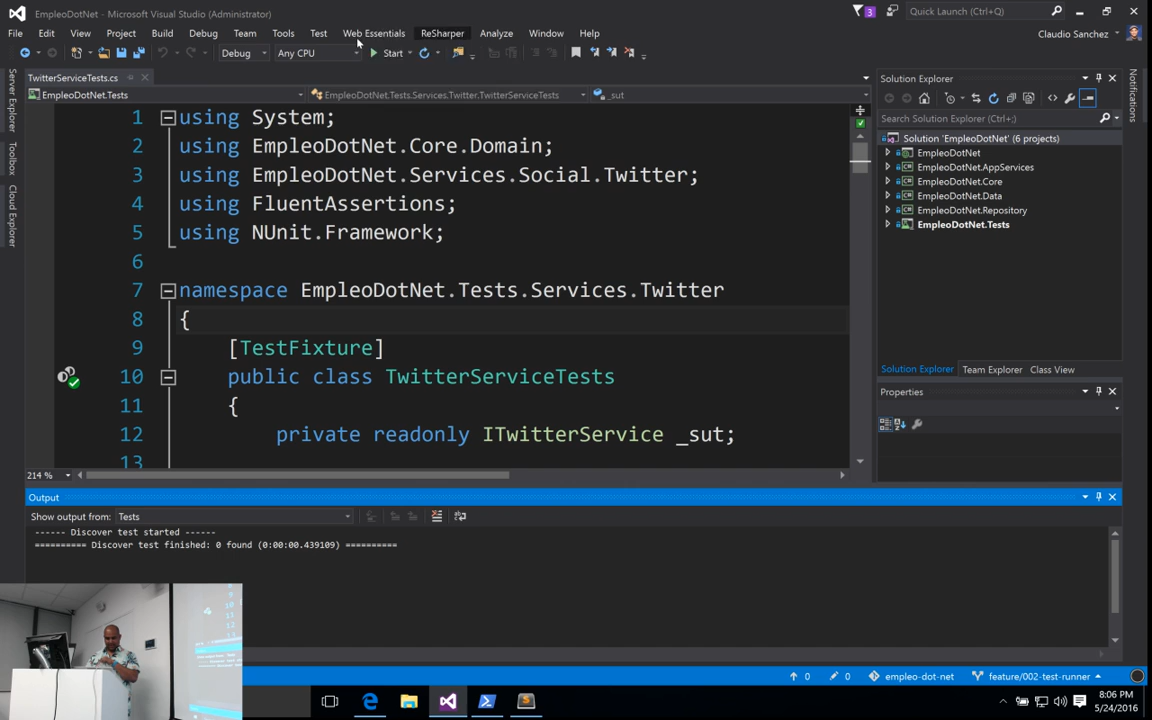 EmpleoDotNet - Microsoft Visual Studio (Administrator)
3
Quick Launch (Ctrl+Q)
File Edit View Project Build Debug Team Tools Test Web Essentials ReSharper Analyze Window Help
Claudio Sanchez
Debug Any CPU Start
TwitterServiceTests.cs
EmpleoDotNet.Tests EmpleoDotNet.Tests.Services.Twitter.TwitterServiceTests _sut
Server Explorer
Toolbox
Cloud Explorer
1 using System;
2 using EmpleoDotNet.Core.Domain;
3 using EmpleoDotNet.Services.Social.Twitter;
4 using FluentAssertions;
5 using NUnit.Framework;
6
7 namespace EmpleoDotNet.Tests.Services.Twitter
8 {
9 [TestFixture]
10 public class TwitterServiceTests
11 {
12 private readonly ITwitterService _sut;
13
214 %
Solution Explorer
Search Solution Explorer (Ctrl+;)
Solution 'EmpleoDotNet' (6 projects)
EmpleoDotNet
EmpleoDotNet.AppServices
EmpleoDotNet.Core
EmpleoDotNet.Data
EmpleoDotNet.Repository
EmpleoDotNet.Tests
Solution Explorer Team Explorer Class View
Properties
Notifications
Output
Show output from: Tests
------ Discover test started ------
========== Discover test finished: 0 found (0:00:00.439109) ==========
0 0 empleo-dot-net feature/002-test-runner
8:06 PM
5/24/2016